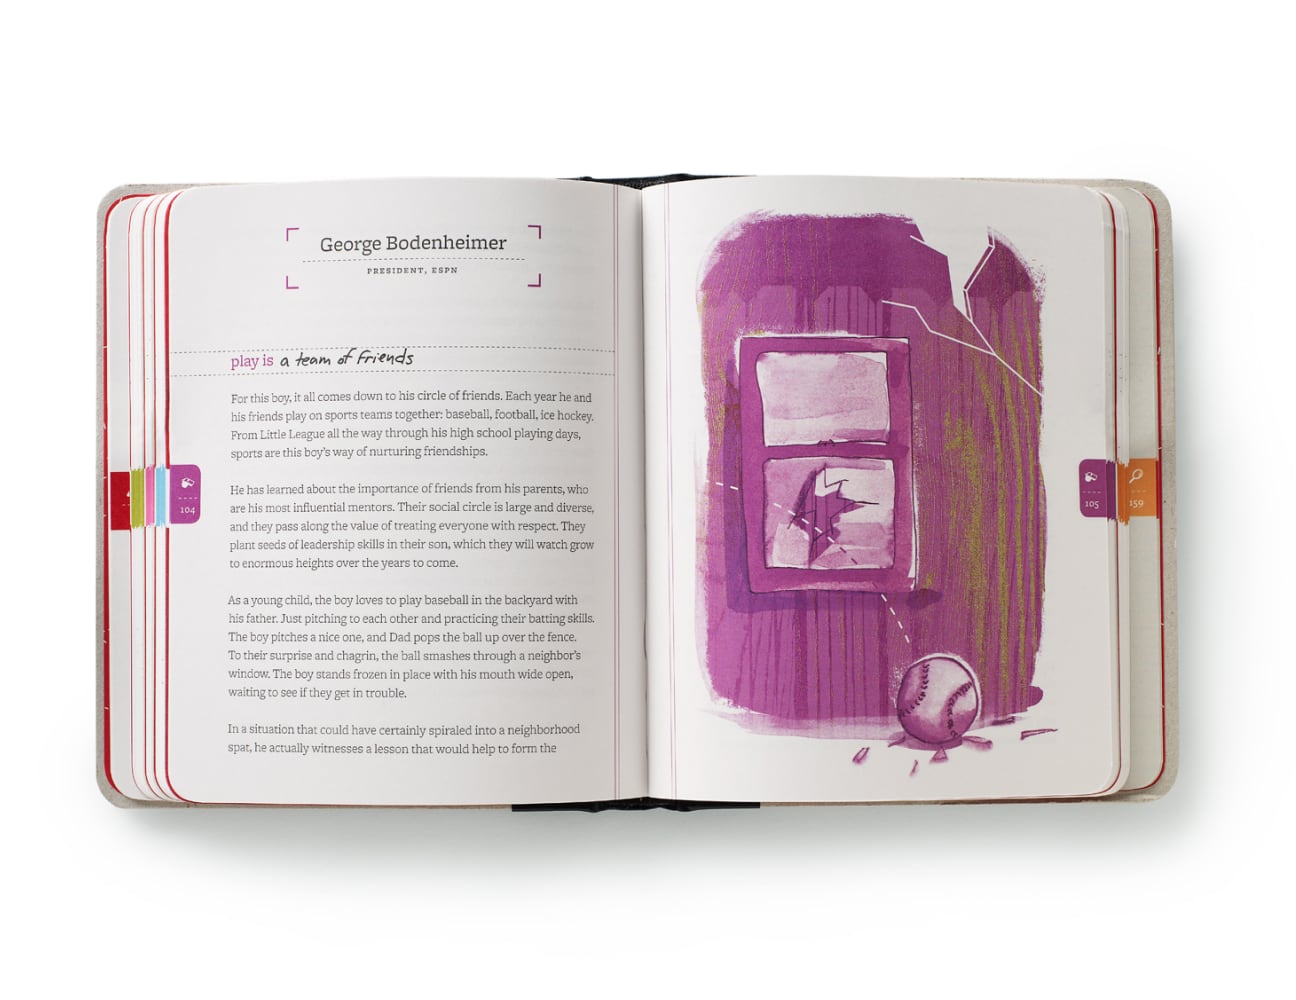 George Bodenheimer
PRESIDENT, ESPN
play is a team of friends
For this boy, it all comes down to his circle of friends. Each year he and
his friends play on sports teams together: baseball, football, ice hockey.
From Little League all the way through his high school playing days,
sports are this boy's way of nurturing friendships.
He has learned about the importance of friends from his parents, who
are his most influential mentors. Their social circle is large and diverse,
and they pass along the value of treating everyone with respect. They
plant seeds of leadership skills in their son, which they will watch grow
to enormous heights over the years to come.
As a young child, the boy loves to play baseball in the backyard with
his father. Just pitching to each other and practicing their batting skills.
The boy pitches a nice one, and Dad pops the ball up over the fence.
To their surprise and chagrin, the ball smashes through a neighbor's
window. The boy stands frozen in place with his mouth wide open,
waiting to see if they get in trouble.
In a situation that could have certainly spiraled into a neighborhood
spat, he actually witnesses a lesson that would help to form the
104
105
159